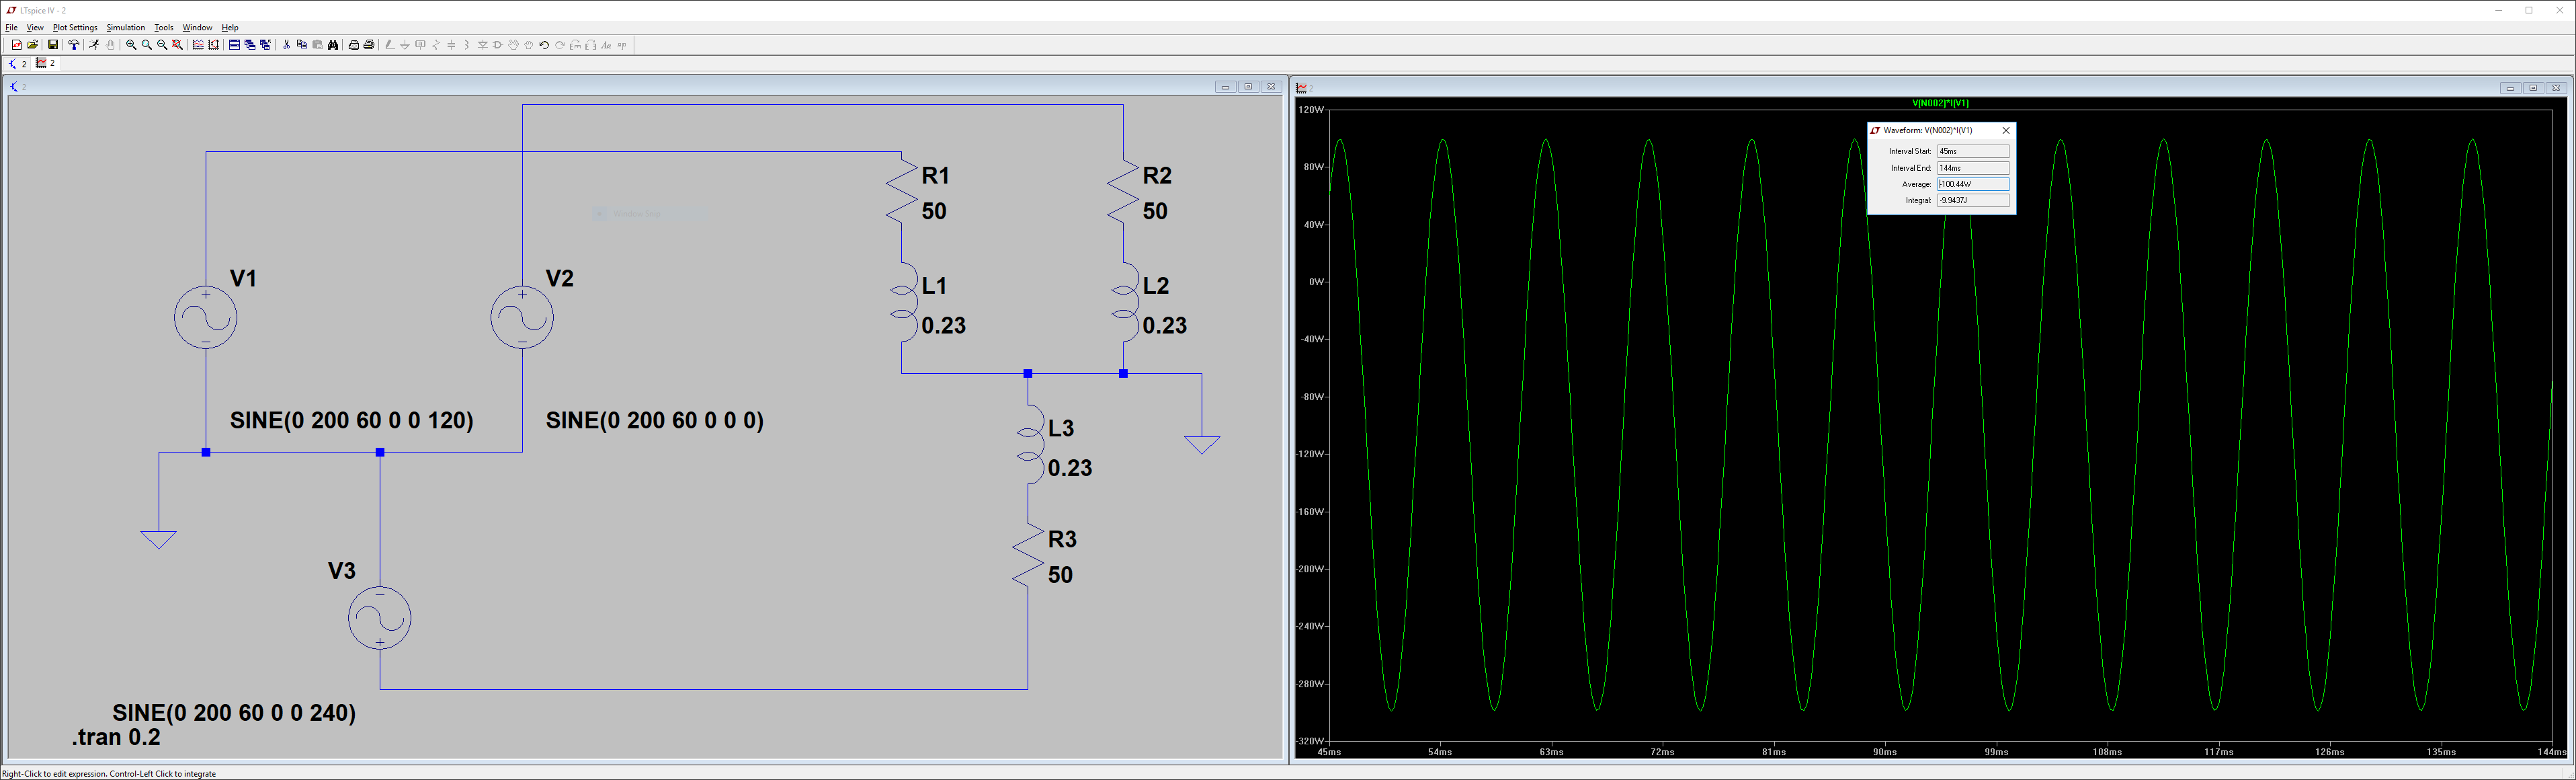 LTspice IV - 2
File View Plot Settings Simulation Tools Window Help
2 2
2
V1
SINE(0 200 60 0 0 120)
V2
SINE(0 200 60 0 0 0)
R1
50
L1
0.23
R2
50
L2
0.23
L3
0.23
R3
50
V3
SINE(0 200 60 0 0 240)
.tran 0.2
2
V(N002)*I(V1)
120W
80W
40W
0W
-40W
-80W
-120W
-160W
-200W
-240W
-280W
-320W
45ms 54ms 63ms 72ms 81ms 90ms 99ms 108ms 117ms 126ms 135ms 144ms
Waveform: V(N002)*I(V1)
Interval Start: 45ms
Interval End: 144ms
Average: -100.44W
Integral: -9.9437J
Right-Click to edit expression. Control-Left Click to integrate